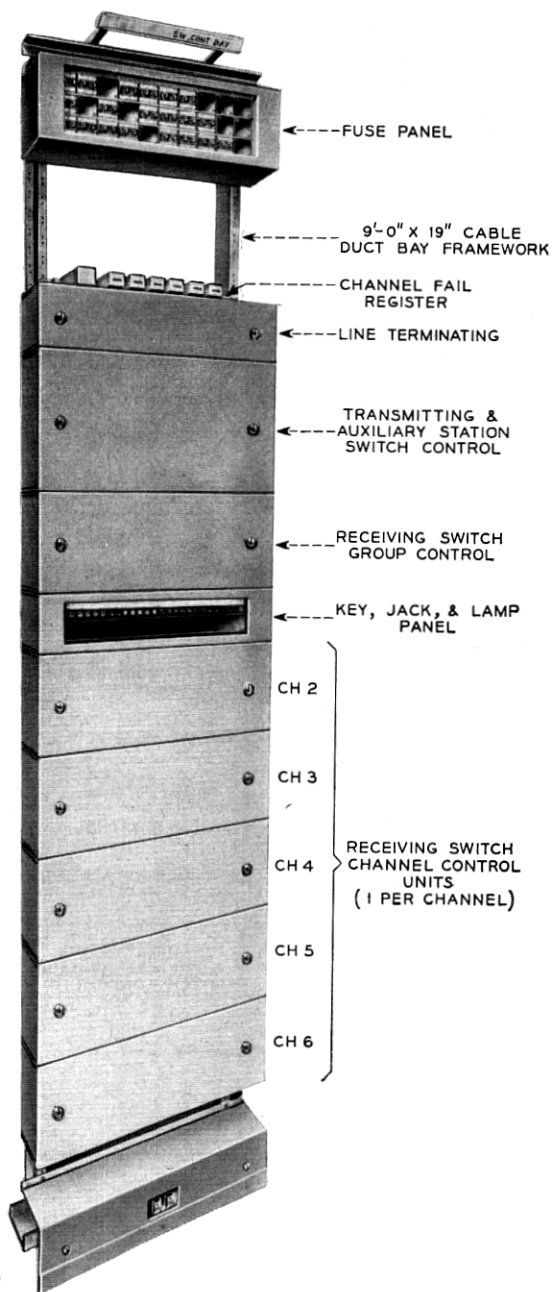 SW. CONT BAY
FUSE PANEL
9'-0" X 19" CABLE
DUCT BAY FRAMEWORK
CHANNEL FAIL
REGISTER
LINE TERMINATING
TRANSMITTING &
AUXILIARY STATION
SWITCH CONTROL
RECEIVING SWITCH
GROUP CONTROL
KEY, JACK, & LAMP
PANEL
CH 2
CH 3
CH 4
CH 5
CH 6
RECEIVING SWITCH
CHANNEL CONTROL
UNITS
(1 PER CHANNEL)